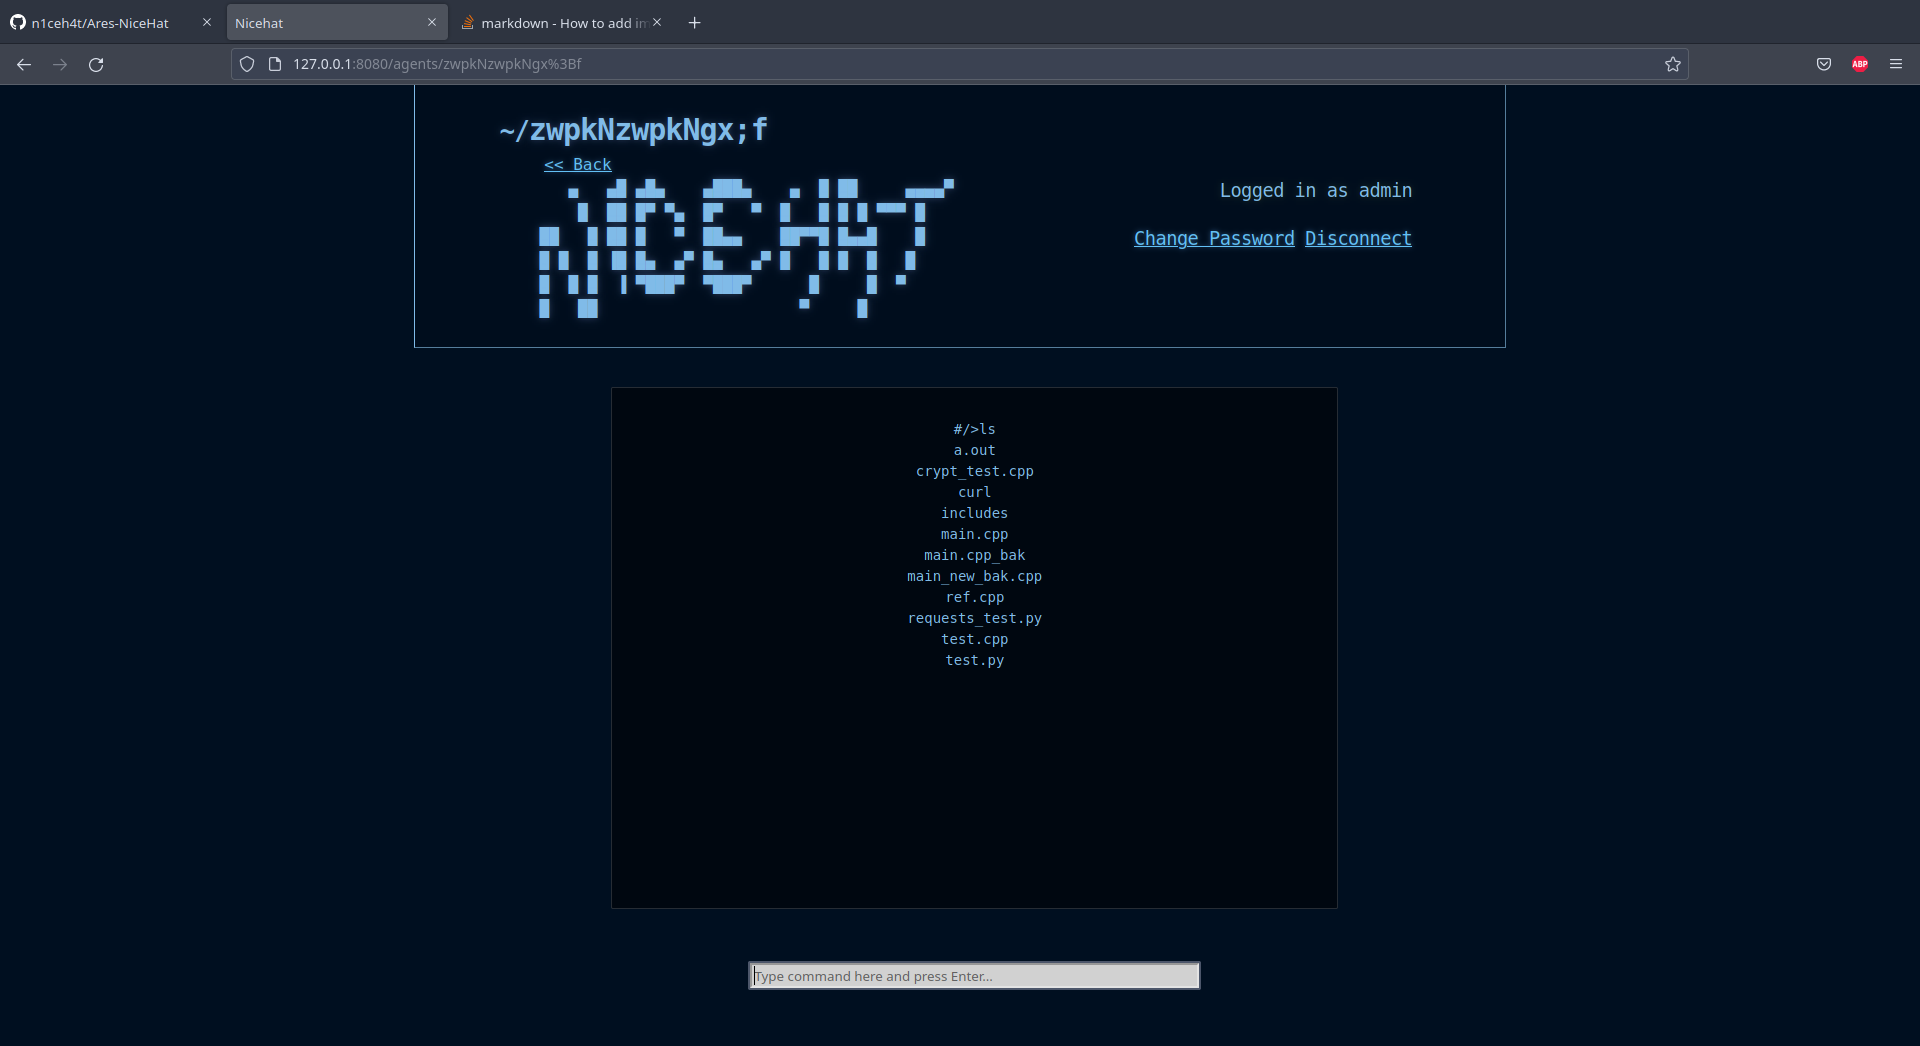 n1ceh4t/Ares-NiceHat
Nicehat
markdown - How to add im
127.0.0.1:8080/agents/zwpkNzwpkNgx%3Bf
ABP
~/zwpkNzwpkNgx;f
<< Back
NICEHAT
Logged in as admin
Change Password Disconnect
#/>ls
a.out
crypt_test.cpp
curl
includes
main.cpp
main.cpp_bak
main_new_bak.cpp
ref.cpp
requests_test.py
test.cpp
test.py
Type command here and press Enter...